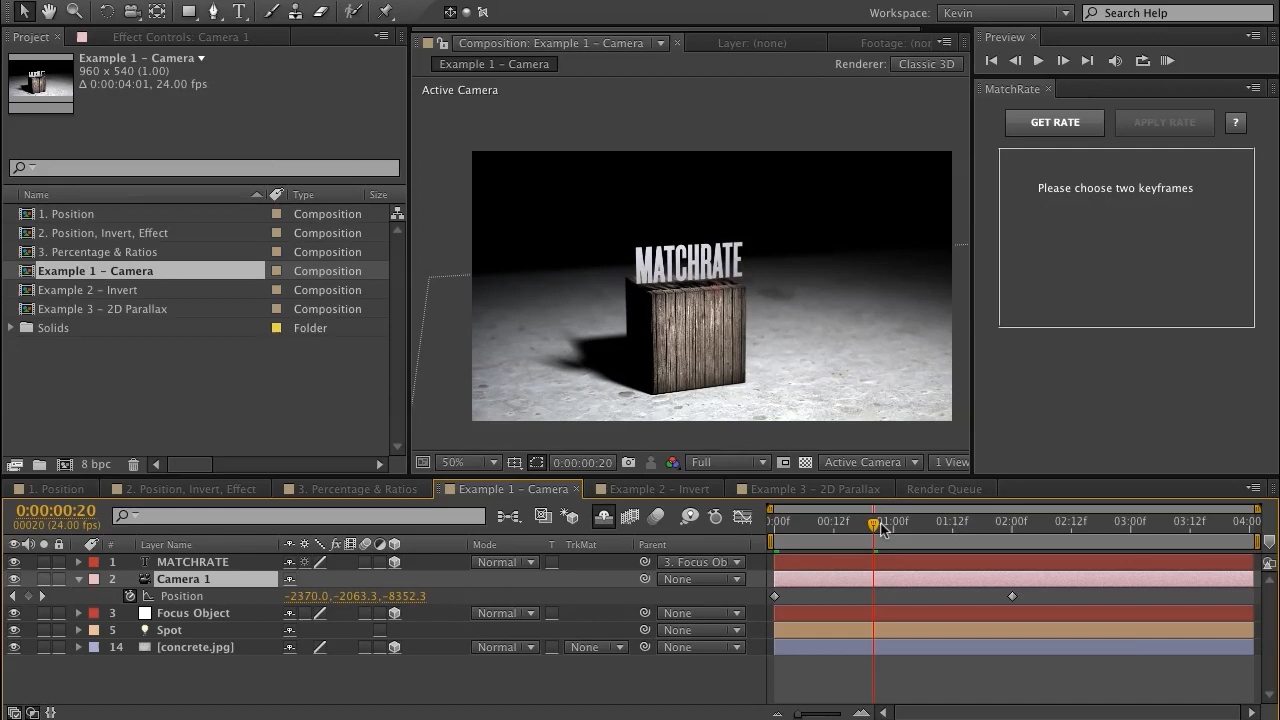 Workspace: Kevin Search Help
Project Effect Controls: Camera 1
Example 1 – Camera
960 x 540 (1.00)
Δ 0:00:04:01, 24.00 fps
Name Type Size
1. Position Composition
2. Position, Invert, Effect Composition
3. Percentage & Ratios Composition
Example 1 – Camera Composition
Example 2 – Invert Composition
Example 3 – 2D Parallax Composition
Solids Folder
8 bpc
Composition: Example 1 – Camera Layer: (none) Footage: (nor
Example 1 – Camera Renderer: Classic 3D
Active Camera
MATCHRATE
50% 0:00:00:20 Full Active Camera 1 View
Preview
MatchRate
GET RATE APPLY RATE ?
Please choose two keyframes
1. Position 2. Position, Invert, Effect 3. Percentage & Ratios Example 1 – Camera Example 2 – Invert Example 3 – 2D Parallax Render Queue
0:00:00:20
00020 (24.00 fps)
0:00f 00:12f 01:00f 01:12f 02:00f 02:12f 03:00f 03:12f 04:00
# Layer Name fx Mode T TrkMat Parent
1 T MATCHRATE Normal 3. Focus Ob
2 Camera 1 None
Position –2370.0,–2063.3,–8352.3
3 Focus Object Normal None
5 Spot None
14 [concrete.jpg] Normal None None